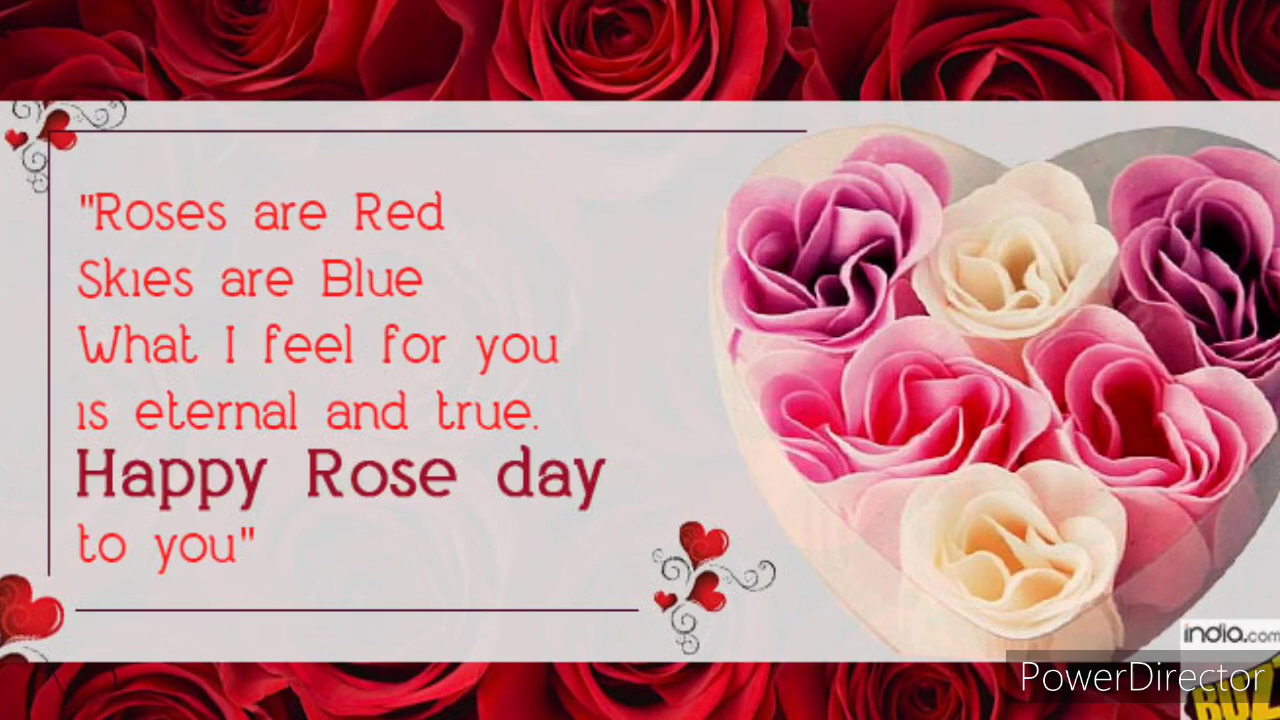 "Roses are Red
Skies are Blue
What I feel for you
is eternal and true.
Happy Rose day
to you"
india.com
PowerDirector